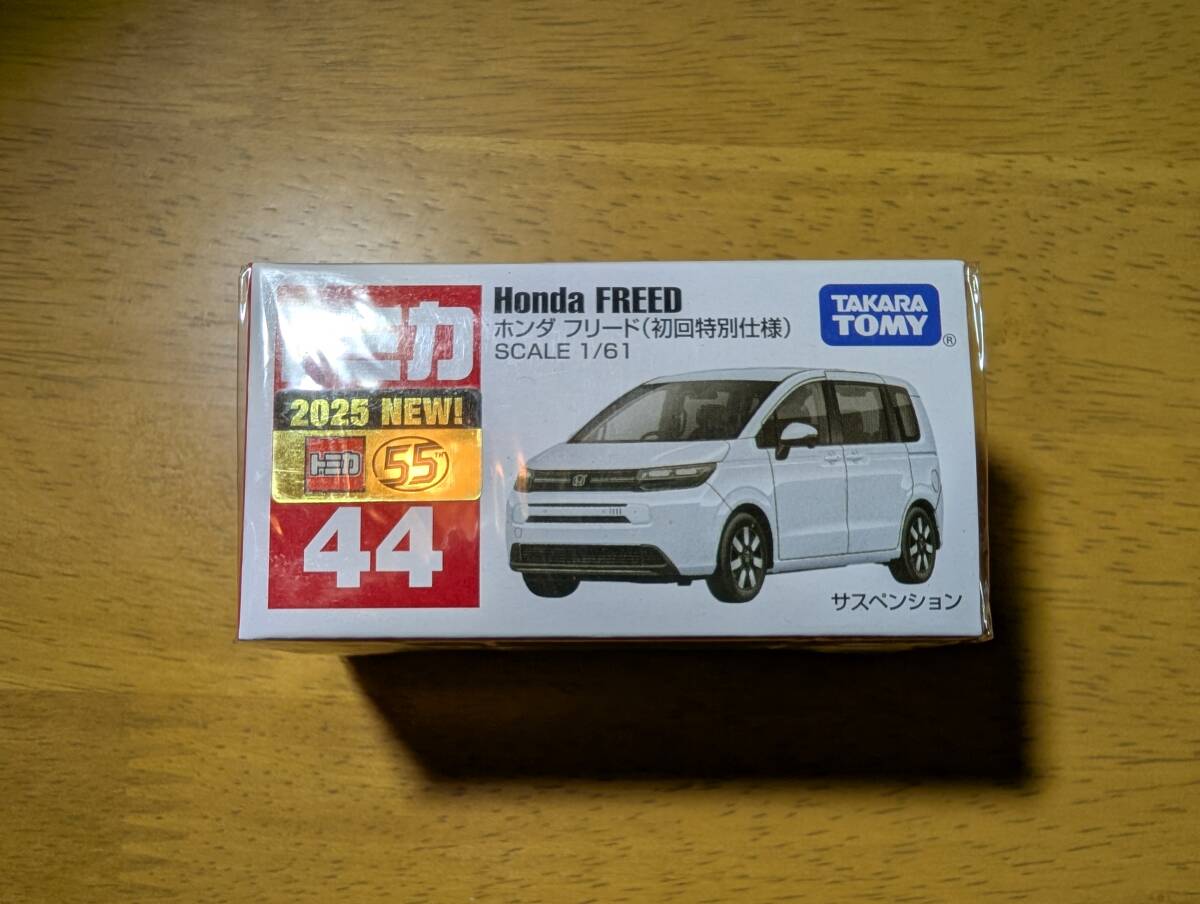 トミカ
2025 NEW!
トミカ 55TH
44
Honda FREED
ホンダ フリード(初回特別仕様)
SCALE 1/61
TAKARA
TOMY
®
サスペンション